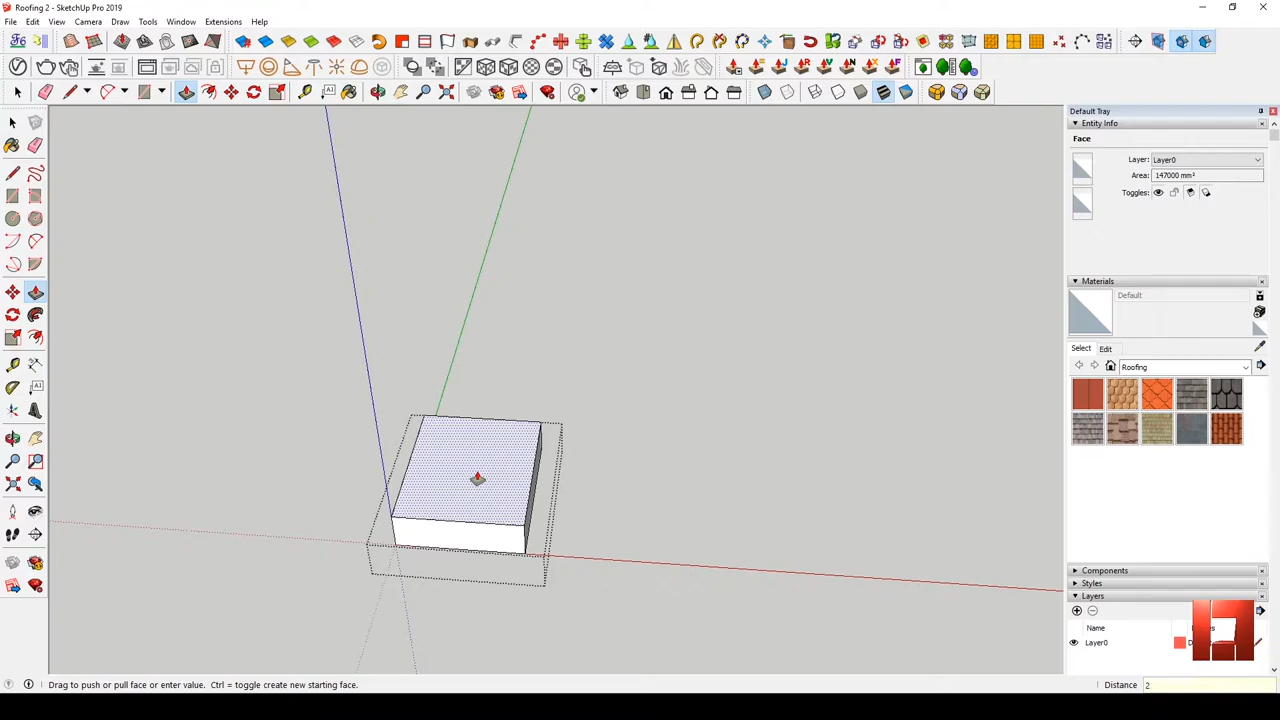 Roofing 2 - SketchUp Pro 2019
File Edit View Camera Draw Tools Window Extensions Help
Default Tray
Entity Info
Face
Layer: Layer0
Area: 147000 mm²
Toggles:
Materials
Default
Select Edit
Roofing
Components
Styles
Layers
Name
Layer0
Drag to push or pull face or enter value. Ctrl = toggle create new starting face.
Distance 2